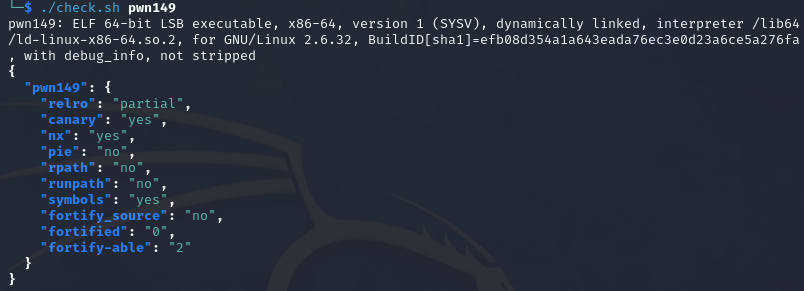 └─$ ./check.sh pwn149
pwn149: ELF 64-bit LSB executable, x86-64, version 1 (SYSV), dynamically linked, interpreter /lib64
/ld-linux-x86-64.so.2, for GNU/Linux 2.6.32, BuildID[sha1]=efb08d354a1a643eada76ec3e0d23a6ce5a276fa
, with debug_info, not stripped
{
  "pwn149": {
    "relro": "partial",
    "canary": "yes",
    "nx": "yes",
    "pie": "no",
    "rpath": "no",
    "runpath": "no",
    "symbols": "yes",
    "fortify_source": "no",
    "fortified": "0",
    "fortify-able": "2"
  }
}